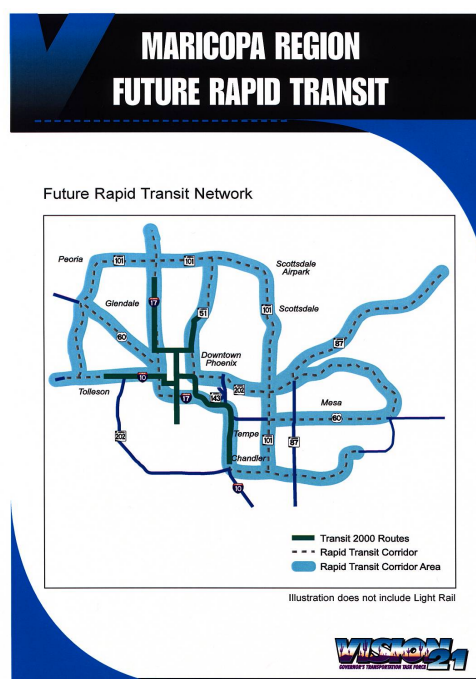 MARICOPA REGION
FUTURE RAPID TRANSIT
Future Rapid Transit Network
Peoria
101
101
Scottsdale
Airpark
Glendale
17
51
101
Scottsdale
60
87
Downtown
Phoenix
10
202
Tolleson
17
143
Mesa
60
202
Tempe
101
87
Chandler
10
Transit 2000 Routes
Rapid Transit Corridor
Rapid Transit Corridor Area
Illustration does not include Light Rail
VISION 21
GOVERNOR'S TRANSPORTATION TASK FORCE